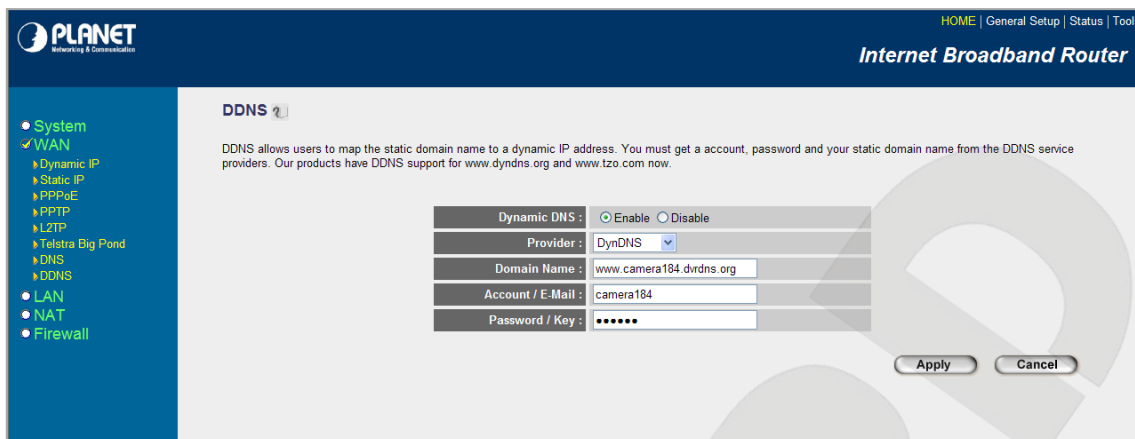 PLANET
Networking & Communication
HOME | General Setup | Status | Tool
Internet Broadband Router
System
WAN
Dynamic IP
Static IP
PPPoE
PPTP
L2TP
Telstra Big Pond
DNS
DDNS
LAN
NAT
Firewall
DDNS
DDNS allows users to map the static domain name to a dynamic IP address. You must get a account, password and your static domain name from the DDNS service
providers. Our products have DDNS support for www.dyndns.org and www.tzo.com now.
Dynamic DNS : Enable Disable
Provider : DynDNS
Domain Name : www.camera184.dvrdns.org
Account / E-Mail : camera184
Password / Key : ••••••
Apply Cancel